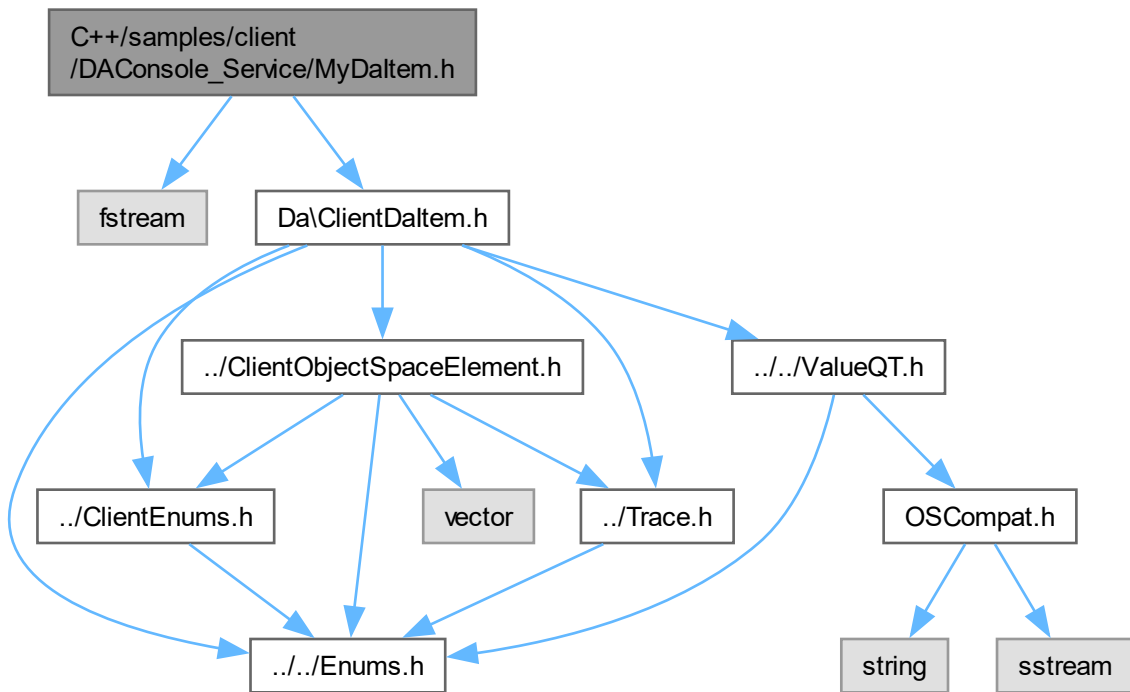 C++/samples/client
/DAConsole_Service/MyDaItem.h
fstream
Da\ClientDaItem.h
../ClientObjectSpaceElement.h
../../ValueQT.h
../ClientEnums.h
vector
../Trace.h
OSCompat.h
../../Enums.h
string
sstream